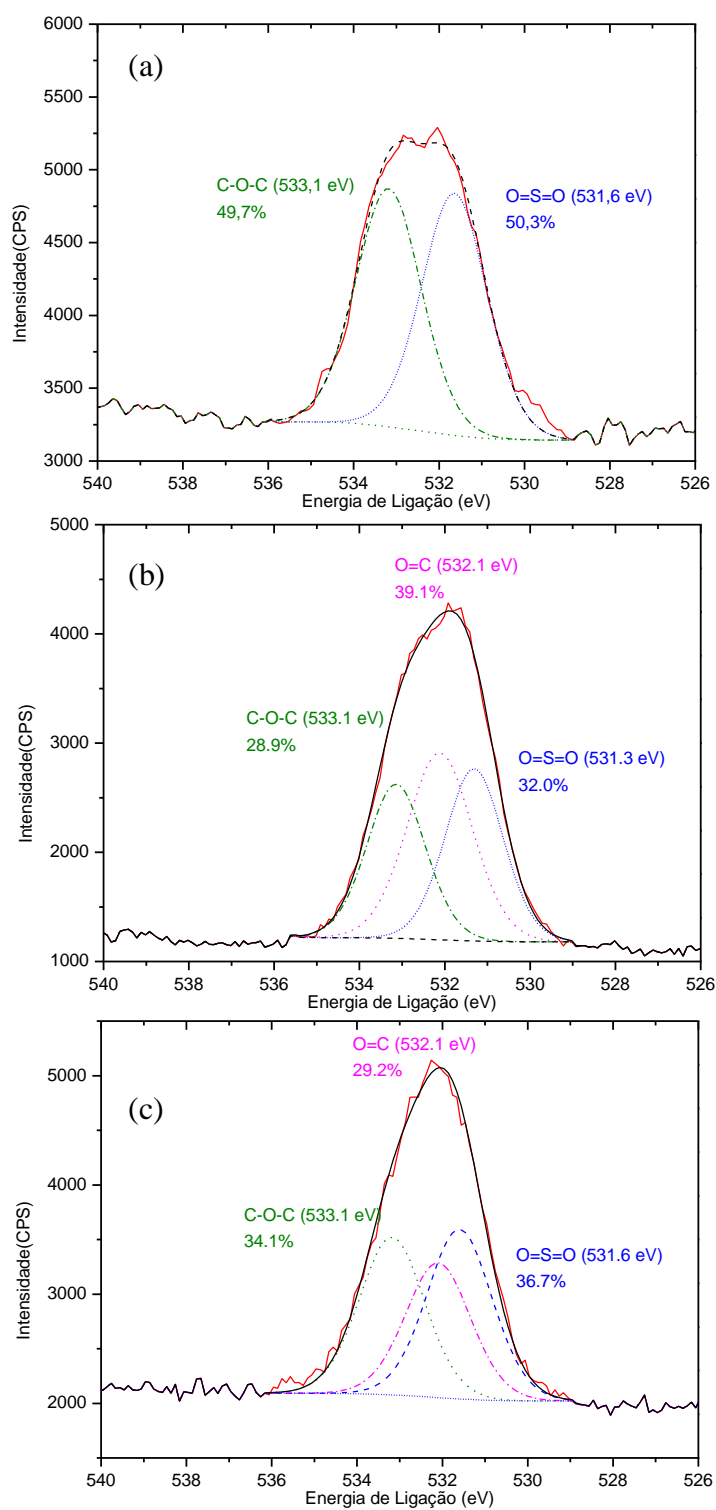 6000
(a)
5500
5000
C-O-C (533,1 eV)
49,7%
O=S=O (531,6 eV)
50,3%
4500
4000
3500
3000
Intensidade(CPS)
540 538 536 534 532 530 528 526
Energia de Ligação (eV)
5000
(b)
O=C (532.1 eV)
39.1%
4000
C-O-C (533.1 eV)
28.9%
3000
O=S=O (531.3 eV)
32.0%
2000
1000
Intensidade(CPS)
540 538 536 534 532 530 528 526
Energia de Ligação (eV)
O=C (532.1 eV)
29.2%
5000
(c)
4000
C-O-C (533.1 eV)
34.1%
O=S=O (531.6 eV)
36.7%
3000
2000
Intensidade(CPS)
540 538 536 534 532 530 528 526
Energia de Ligação (eV)